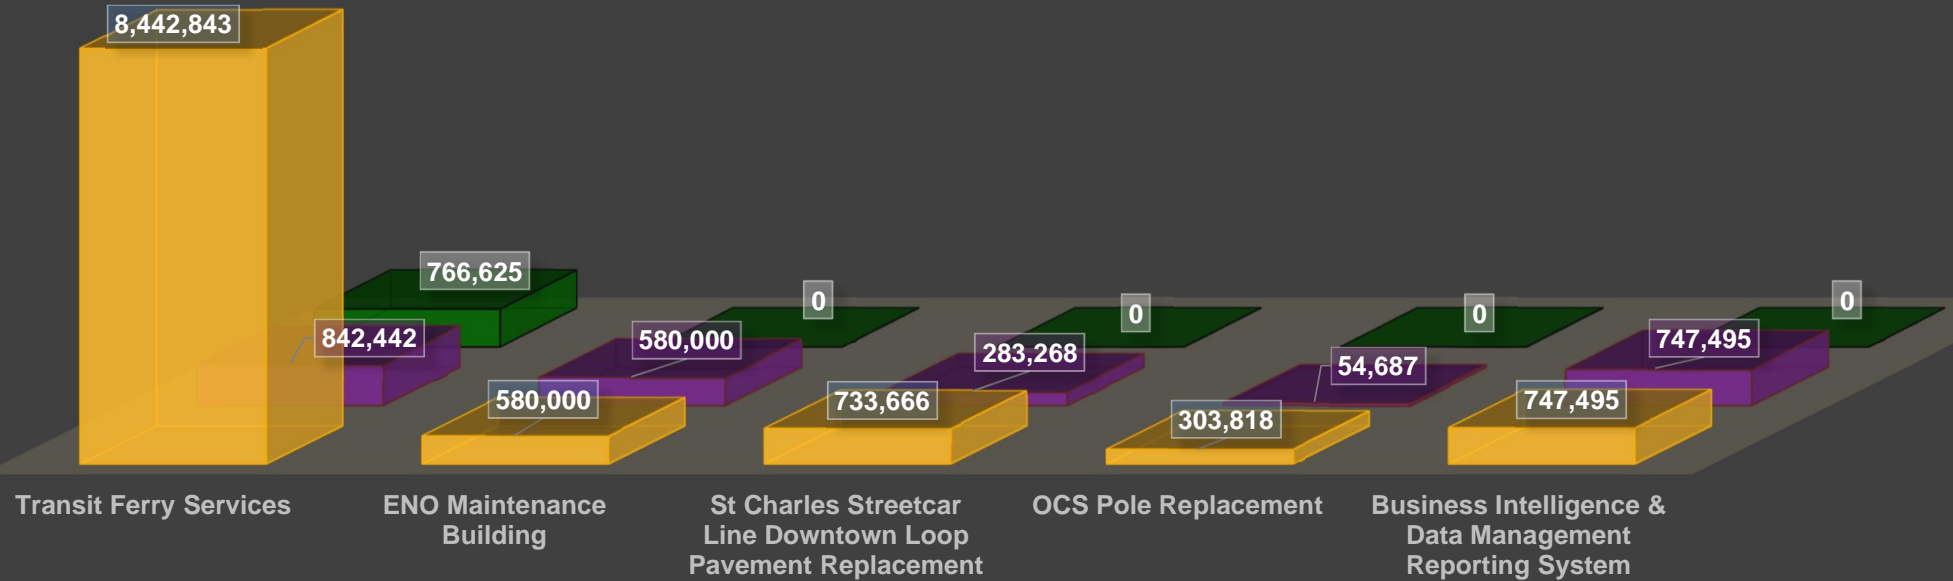 8,442,843
766,625
842,442
0
580,000
580,000
0
283,268
733,666
0
54,687
303,818
0
747,495
747,495
Transit Ferry Services
ENO Maintenance
Building
St Charles Streetcar
Line Downtown Loop
Pavement Replacement
OCS Pole Replacement
Business Intelligence &
Data Management
Reporting System